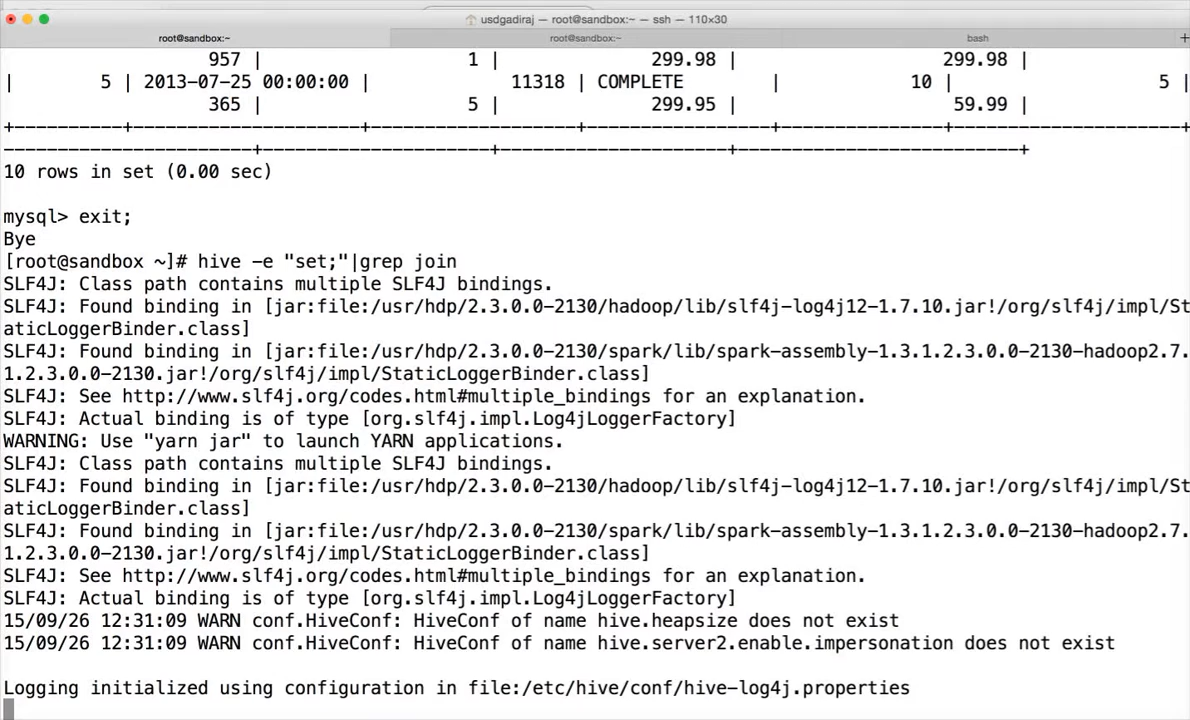 usdgadiraj — root@sandbox:~ — ssh — 110×30
root@sandbox:~ root@sandbox:~ bash +
957 | 1 | 299.98 | 299.98 |
| 5 | 2013-07-25 00:00:00 | 11318 | COMPLETE | 10 | 5 |
365 | 5 | 299.95 | 59.99 |
+-----------+----------------------+--------------------+------------------+----------------+----------------------+
------------------------+----------------------+----------------------+---------------------------+
10 rows in set (0.00 sec)
mysql> exit;
Bye
[root@sandbox ~]# hive -e "set;"|grep join
SLF4J: Class path contains multiple SLF4J bindings.
SLF4J: Found binding in [jar:file:/usr/hdp/2.3.0.0-2130/hadoop/lib/slf4j-log4j12-1.7.10.jar!/org/slf4j/impl/St
aticLoggerBinder.class]
SLF4J: Found binding in [jar:file:/usr/hdp/2.3.0.0-2130/spark/lib/spark-assembly-1.3.1.2.3.0.0-2130-hadoop2.7.
1.2.3.0.0-2130.jar!/org/slf4j/impl/StaticLoggerBinder.class]
SLF4J: See http://www.slf4j.org/codes.html#multiple_bindings for an explanation.
SLF4J: Actual binding is of type [org.slf4j.impl.Log4jLoggerFactory]
WARNING: Use "yarn jar" to launch YARN applications.
SLF4J: Class path contains multiple SLF4J bindings.
SLF4J: Found binding in [jar:file:/usr/hdp/2.3.0.0-2130/hadoop/lib/slf4j-log4j12-1.7.10.jar!/org/slf4j/impl/St
aticLoggerBinder.class]
SLF4J: Found binding in [jar:file:/usr/hdp/2.3.0.0-2130/spark/lib/spark-assembly-1.3.1.2.3.0.0-2130-hadoop2.7.
1.2.3.0.0-2130.jar!/org/slf4j/impl/StaticLoggerBinder.class]
SLF4J: See http://www.slf4j.org/codes.html#multiple_bindings for an explanation.
SLF4J: Actual binding is of type [org.slf4j.impl.Log4jLoggerFactory]
15/09/26 12:31:09 WARN conf.HiveConf: HiveConf of name hive.heapsize does not exist
15/09/26 12:31:09 WARN conf.HiveConf: HiveConf of name hive.server2.enable.impersonation does not exist
Logging initialized using configuration in file:/etc/hive/conf/hive-log4j.properties